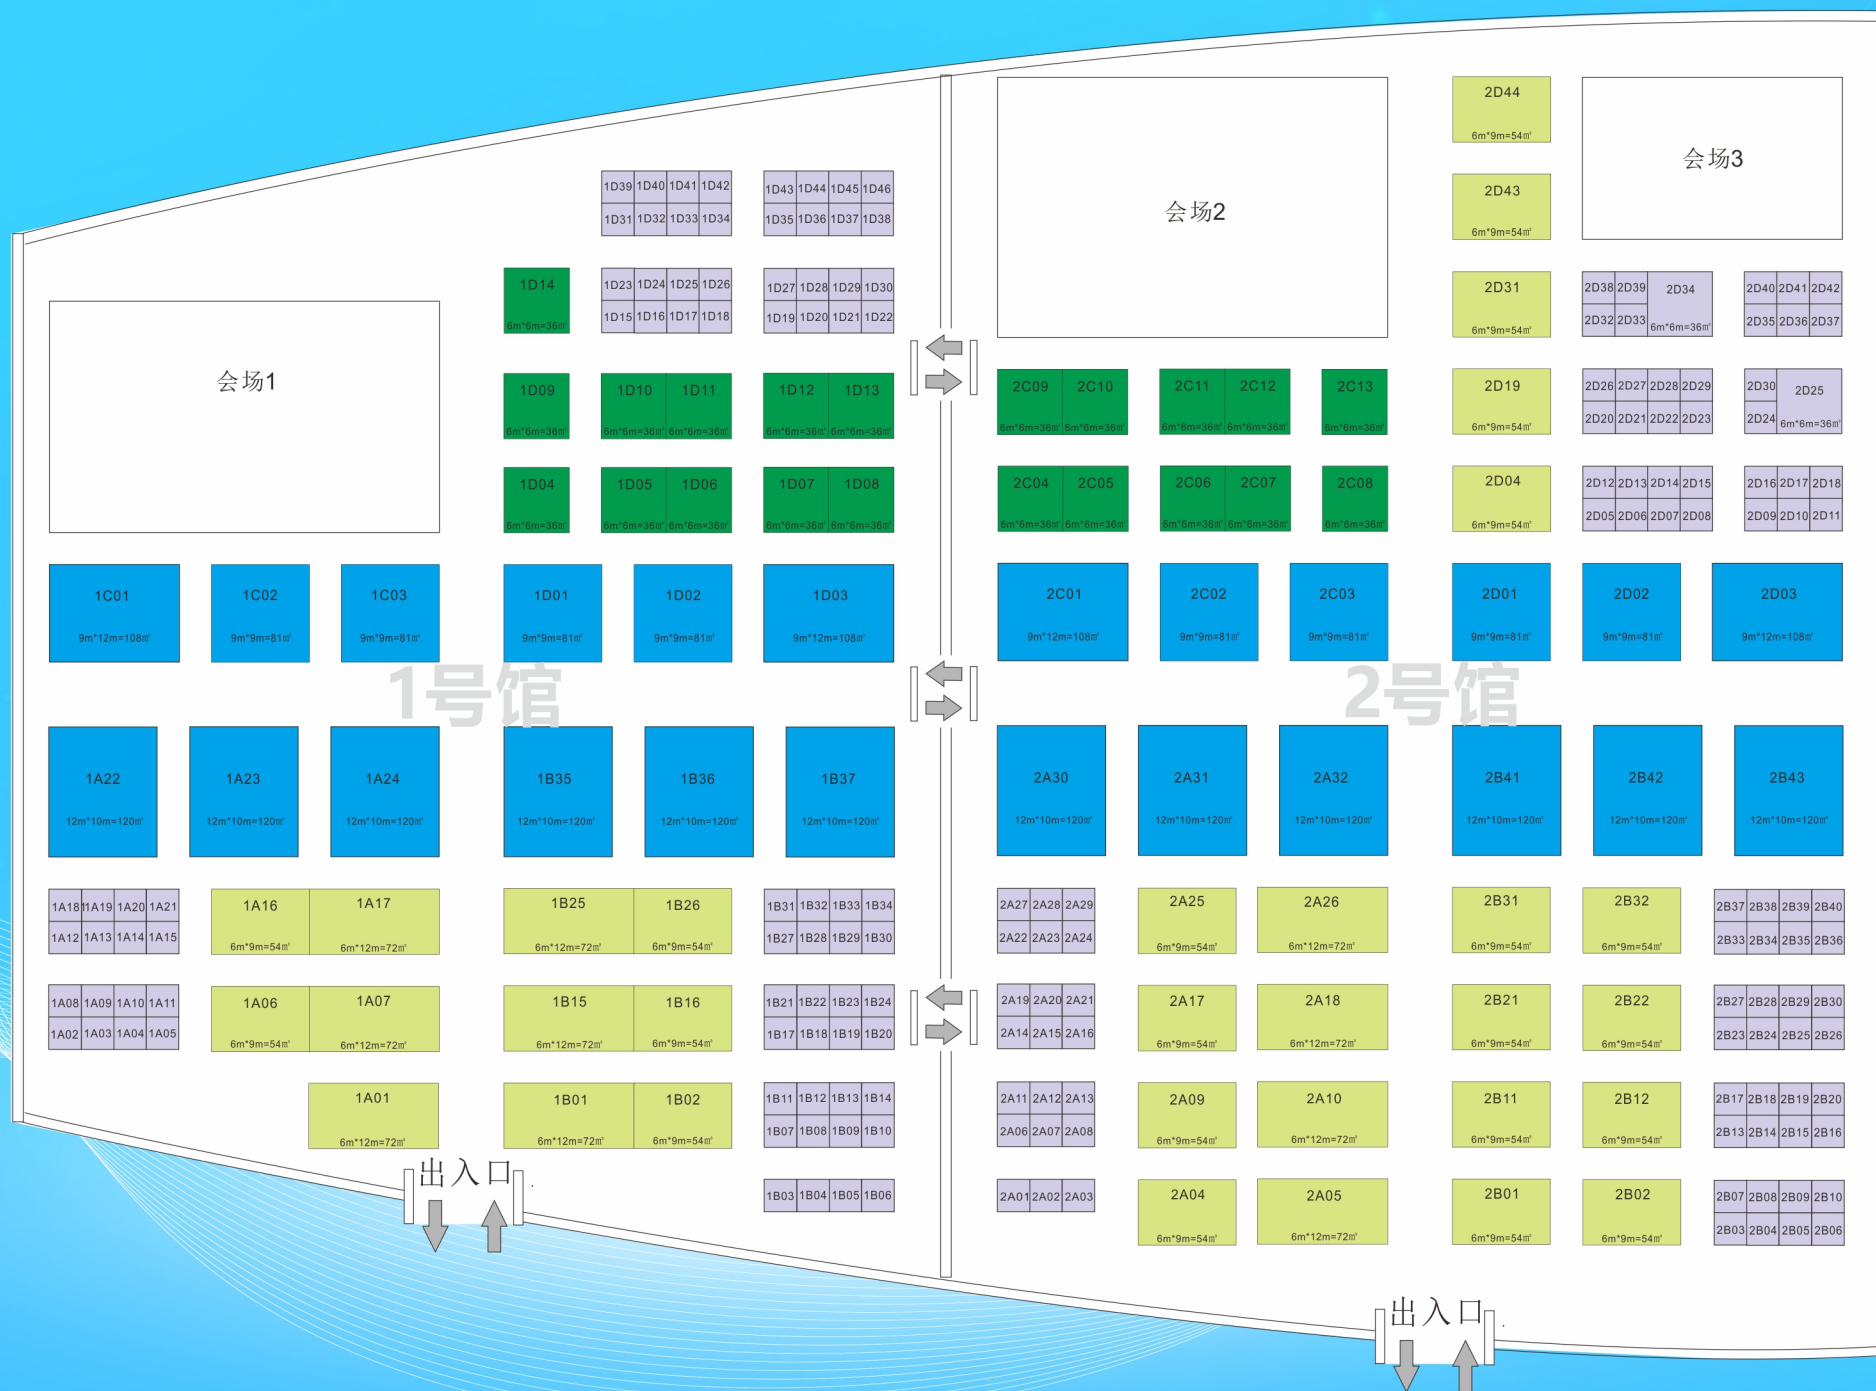 2D44
6m*9m=54㎡
会场3
会场2
1D39 1D40 1D41 1D42
1D31 1D32 1D33 1D34
1D43 1D44 1D45 1D46
1D35 1D36 1D37 1D38
2D43
6m*9m=54㎡
1D14
6m*6m=36㎡
1D23 1D24 1D25 1D26
1D15 1D16 1D17 1D18
1D27 1D28 1D29 1D30
1D19 1D20 1D21 1D22
2D31
6m*9m=54㎡
2D38 2D39 2D34
2D32 2D33 6m*6m=36㎡
2D40 2D41 2D42
2D35 2D36 2D37
会场1
1D09 1D10 1D11 1D12 1D13
6m*6m=36㎡ 6m*6m=36㎡ 6m*6m=36㎡ 6m*6m=36㎡ 6m*6m=36㎡
2C09 2C10 2C11 2C12 2C13
6m*6m=36㎡ 6m*6m=36㎡ 6m*6m=36㎡ 6m*6m=36㎡ 6m*6m=36㎡
2D19
6m*9m=54㎡
2D26 2D27 2D28 2D29
2D20 2D21 2D22 2D23
2D30 2D25
2D24 6m*6m=36㎡
1D04 1D05 1D06 1D07 1D08
6m*6m=36㎡ 6m*6m=36㎡ 6m*6m=36㎡ 6m*6m=36㎡ 6m*6m=36㎡
2C04 2C05 2C06 2C07 2C08
6m*6m=36㎡ 6m*6m=36㎡ 6m*6m=36㎡ 6m*6m=36㎡ 6m*6m=36㎡
2D04
6m*9m=54㎡
2D12 2D13 2D14 2D15
2D05 2D06 2D07 2D08
2D16 2D17 2D18
2D09 2D10 2D11
1C01 1C02 1C03 1D01 1D02 1D03
9m*12m=108㎡ 9m*9m=81㎡ 9m*9m=81㎡ 9m*9m=81㎡ 9m*9m=81㎡ 9m*12m=108㎡
2C01 2C02 2C03 2D01 2D02 2D03
9m*12m=108㎡ 9m*9m=81㎡ 9m*9m=81㎡ 9m*9m=81㎡ 9m*9m=81㎡ 9m*12m=108㎡
1号馆
2号馆
1A22 1A23 1A24 1B35 1B36 1B37
12m*10m=120㎡ 12m*10m=120㎡ 12m*10m=120㎡ 12m*10m=120㎡ 12m*10m=120㎡ 12m*10m=120㎡
2A30 2A31 2A32 2B41 2B42 2B43
12m*10m=120㎡ 12m*10m=120㎡ 12m*10m=120㎡ 12m*10m=120㎡ 12m*10m=120㎡ 12m*10m=120㎡
1A18 1A19 1A20 1A21
1A12 1A13 1A14 1A15
1A16 1A17
6m*9m=54㎡ 6m*12m=72㎡
1B25 1B26
6m*12m=72㎡ 6m*9m=54㎡
1B31 1B32 1B33 1B34
1B27 1B28 1B29 1B30
2A27 2A28 2A29
2A22 2A23 2A24
2A25 2A26
6m*9m=54㎡ 6m*12m=72㎡
2B31 2B32
6m*9m=54㎡ 6m*9m=54㎡
2B37 2B38 2B39 2B40
2B33 2B34 2B35 2B36
1A08 1A09 1A10 1A11
1A02 1A03 1A04 1A05
1A06 1A07
6m*9m=54㎡ 6m*12m=72㎡
1B15 1B16
6m*12m=72㎡ 6m*9m=54㎡
1B21 1B22 1B23 1B24
1B17 1B18 1B19 1B20
2A19 2A20 2A21
2A14 2A15 2A16
2A17 2A18
6m*9m=54㎡ 6m*12m=72㎡
2B21 2B22
6m*9m=54㎡ 6m*9m=54㎡
2B27 2B28 2B29 2B30
2B23 2B24 2B25 2B26
1A01
6m*12m=72㎡
1B01 1B02
6m*12m=72㎡ 6m*9m=54㎡
1B11 1B12 1B13 1B14
1B07 1B08 1B09 1B10
2A11 2A12 2A13
2A06 2A07 2A08
2A09 2A10
6m*9m=54㎡ 6m*12m=72㎡
2B11 2B12
6m*9m=54㎡ 6m*9m=54㎡
2B17 2B18 2B19 2B20
2B13 2B14 2B15 2B16
出入口
1B03 1B04 1B05 1B06
2A01 2A02 2A03
2A04 2A05
6m*9m=54㎡ 6m*12m=72㎡
2B01 2B02
6m*9m=54㎡ 6m*9m=54㎡
2B07 2B08 2B09 2B10
2B03 2B04 2B05 2B06
出入口